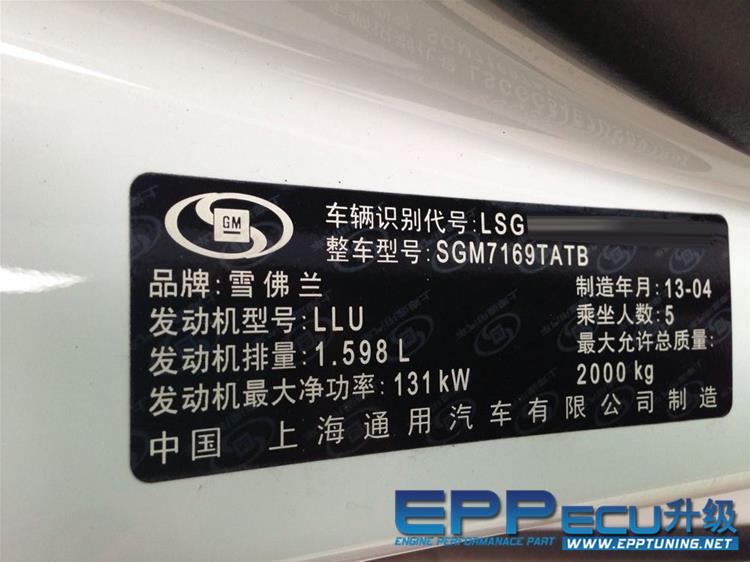 GM
车辆识别代号:LSG
整车型号:SGM7169TATB
品牌:雪佛兰
制造年月:13-04
发动机型号:LLU
乘坐人数:5
发动机排量:1.598 L
最大允许总质量:
2000 kg
发动机最大净功率:131 kW
中国 上海通用汽车有限公司制造
EPP ECU升级
ENGINE PERFORMANACE PART
WWW.EPPTUNING.NET